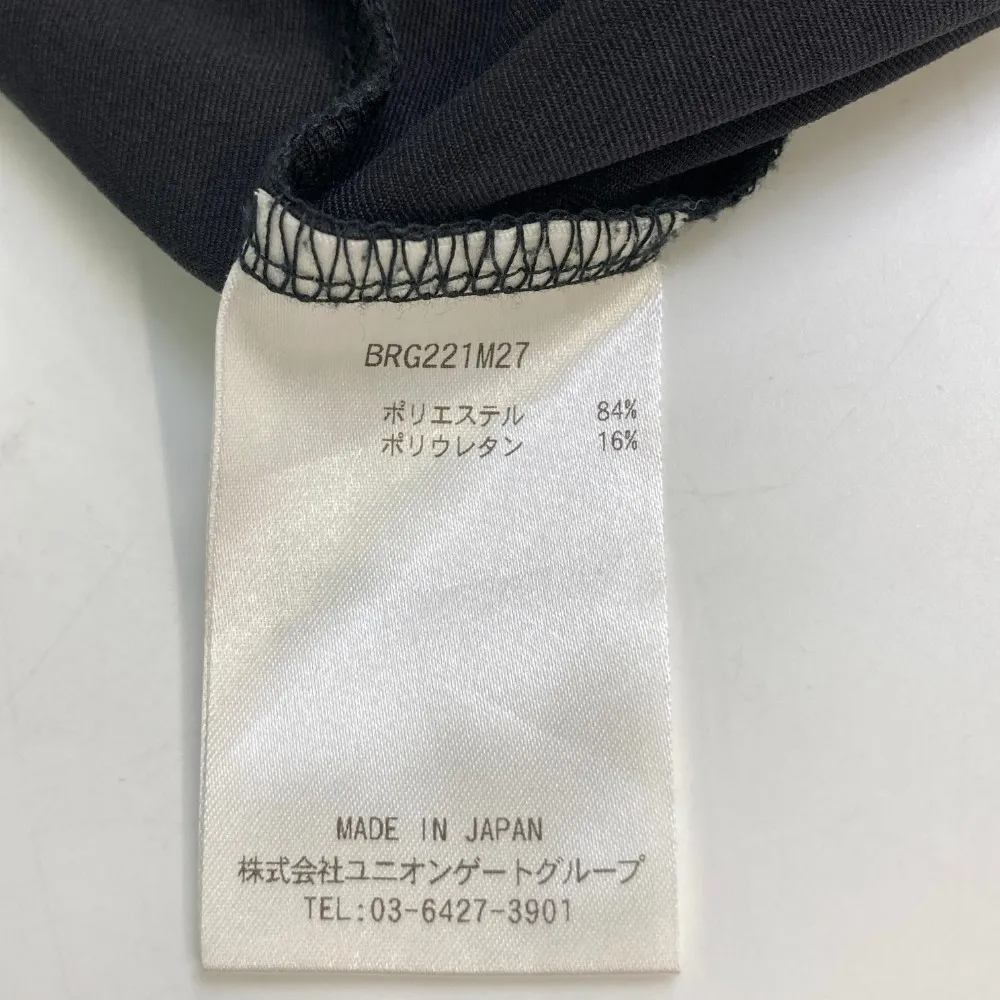 BRG221M27
ポリエステル 84%
ポリウレタン 16%
MADE IN JAPAN
株式会社ユニオンゲートグループ
TEL:03-6427-3901